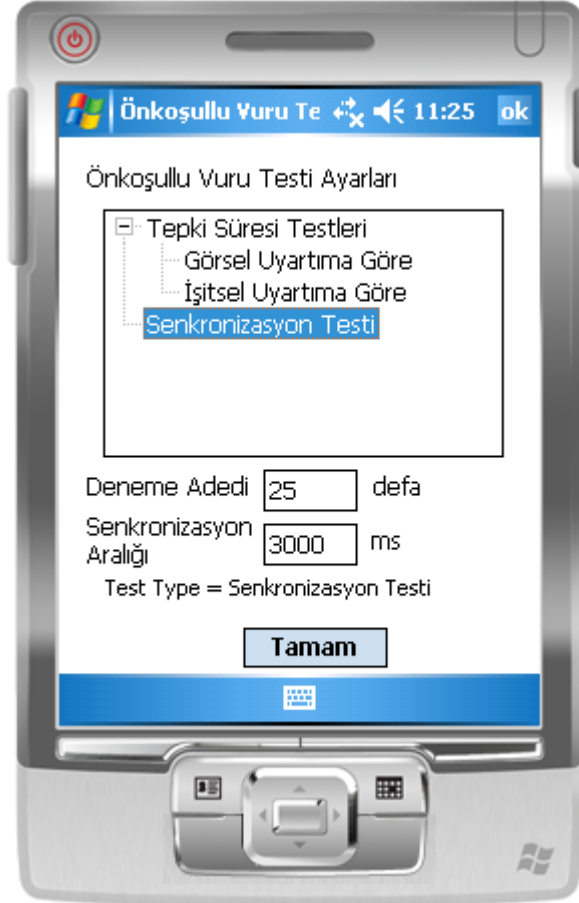 Önkoşullu Vuru Te 11:25 ok
Önkoşullu Vuru Testi Ayarları
Tepki Süresi Testleri
Görsel Uyartıma Göre
İşitsel Uyartıma Göre
Senkronizasyon Testi
Deneme Adedi 25 defa
Senkronizasyon
Aralığı 3000 ms
Test Type = Senkronizasyon Testi
Tamam